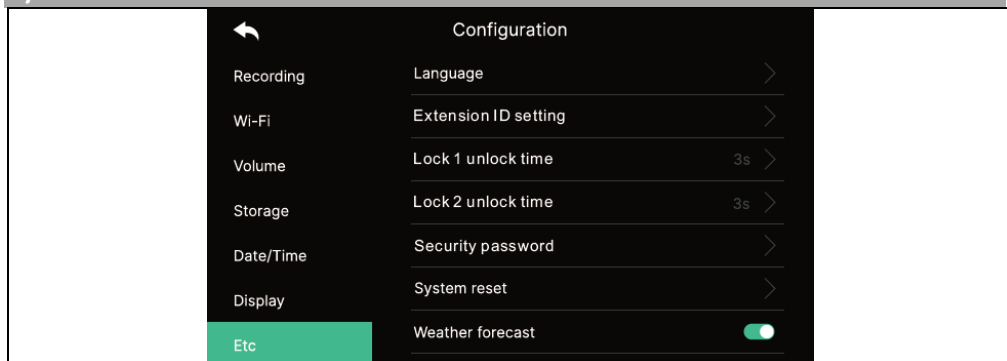 Configuration
Recording
Wi-Fi
Volume
Storage
Date/Time
Display
Etc
Language
Extension ID setting
Lock 1 unlock time 3s
Lock 2 unlock time 3s
Security password
System reset
Weather forecast